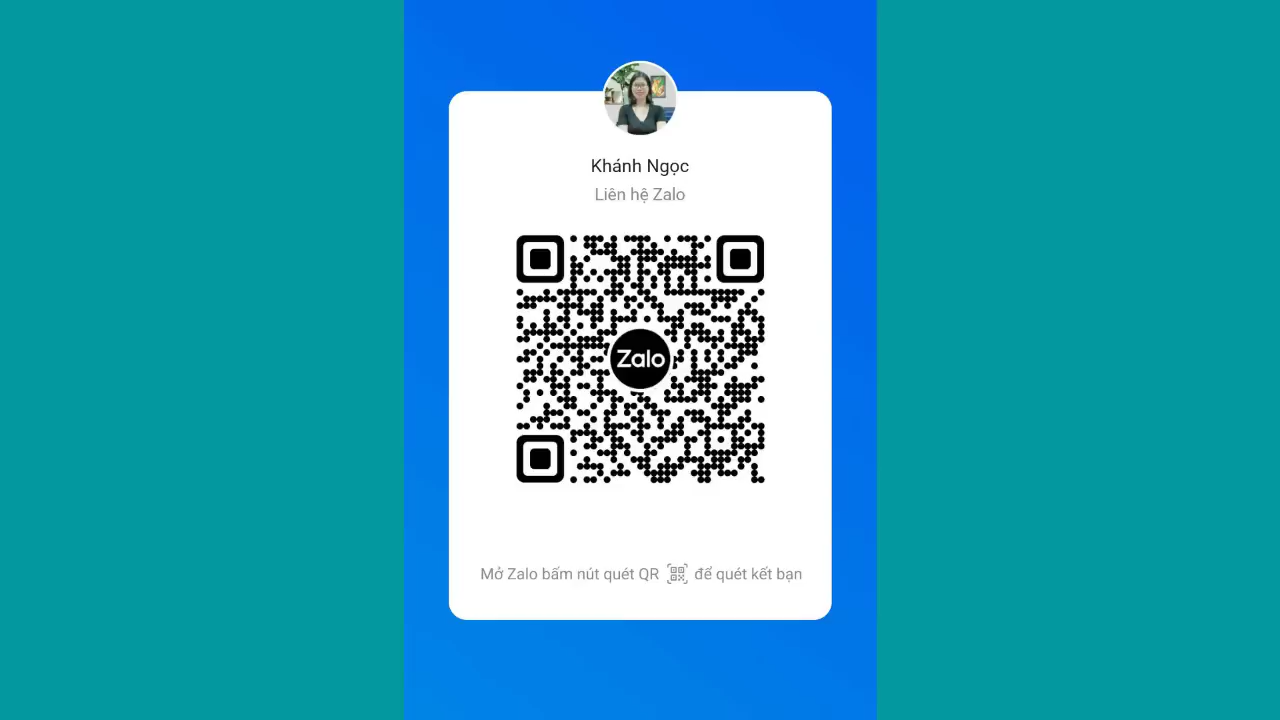 Khánh Ngọc
Liên hệ Zalo
Zalo
Mở Zalo bấm nút quét QR để quét kết bạn